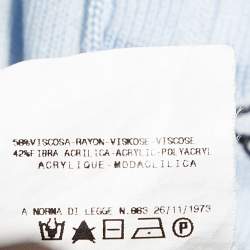 58%VISCOSA-RAYON-VISKOSE-VISCOSE
42%FIBRA ACRILICA-ACRYLIC-POLYACRYL
ACRYLIQUE-MODACLILICA
A NORMA DI LEGGE N.883 26/11/1973